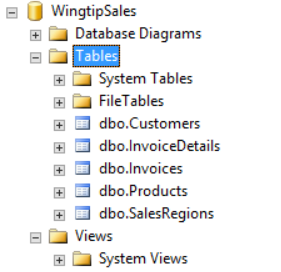 WingtipSales
Database Diagrams
Tables
System Tables
FileTables
dbo.Customers
dbo.InvoiceDetails
dbo.Invoices
dbo.Products
dbo.SalesRegions
Views
System Views